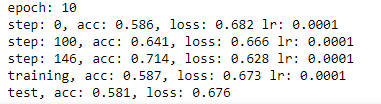 epoch: 10
step: 0, acc: 0.586, loss: 0.682 lr: 0.0001
step: 100, acc: 0.641, loss: 0.666 lr: 0.0001
step: 146, acc: 0.714, loss: 0.628 lr: 0.0001
training, acc: 0.587, loss: 0.673 lr: 0.0001
test, acc: 0.581, loss: 0.676